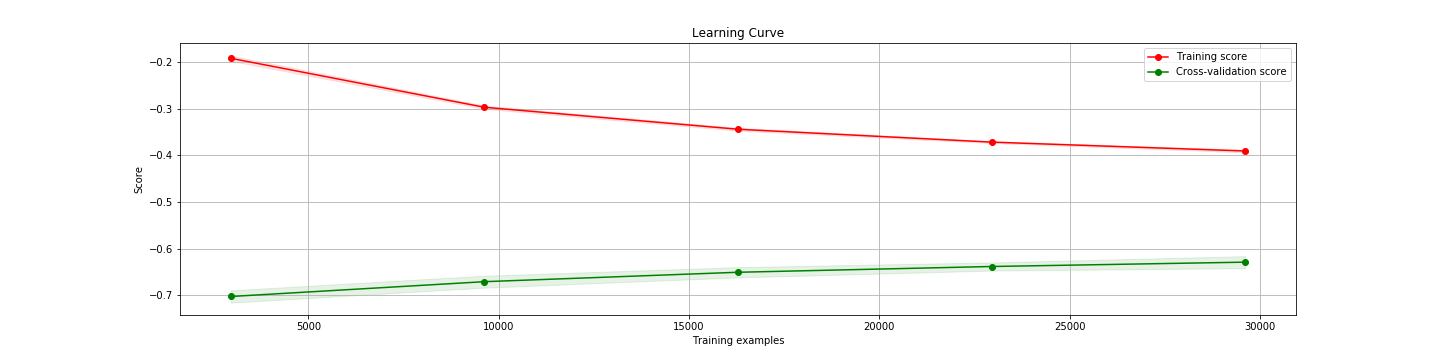 Learning Curve
Training score
Cross-validation score
−0.2
−0.3
−0.4
−0.5
−0.6
−0.7
Score
5000 10000 15000 20000 25000 30000
Training examples